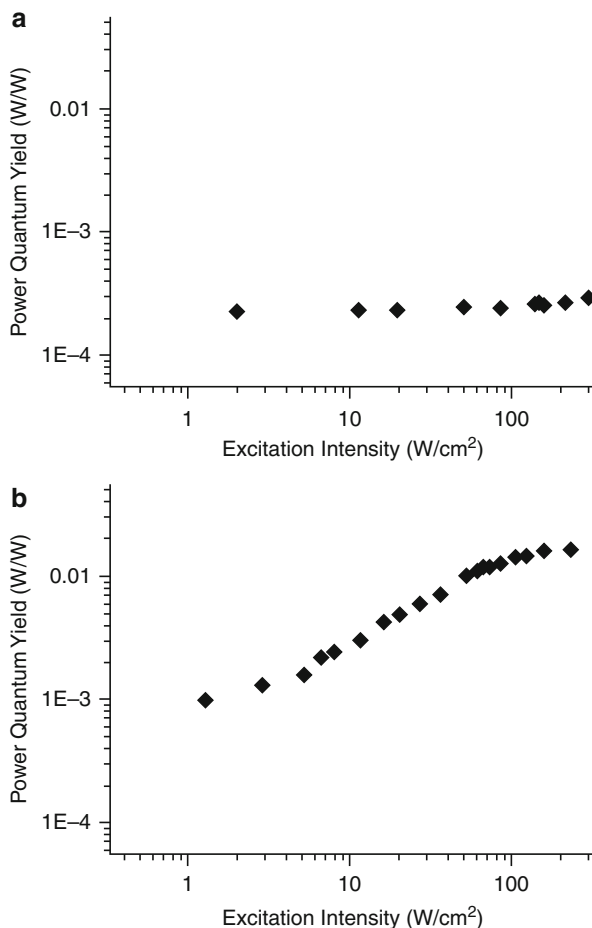 a
Power Quantum Yield (W/W)
0.01
1E−3
1E−4
1
10
100
Excitation Intensity (W/cm²)
b
Power Quantum Yield (W/W)
0.01
1E−3
1E−4
1
10
100
Excitation Intensity (W/cm²)